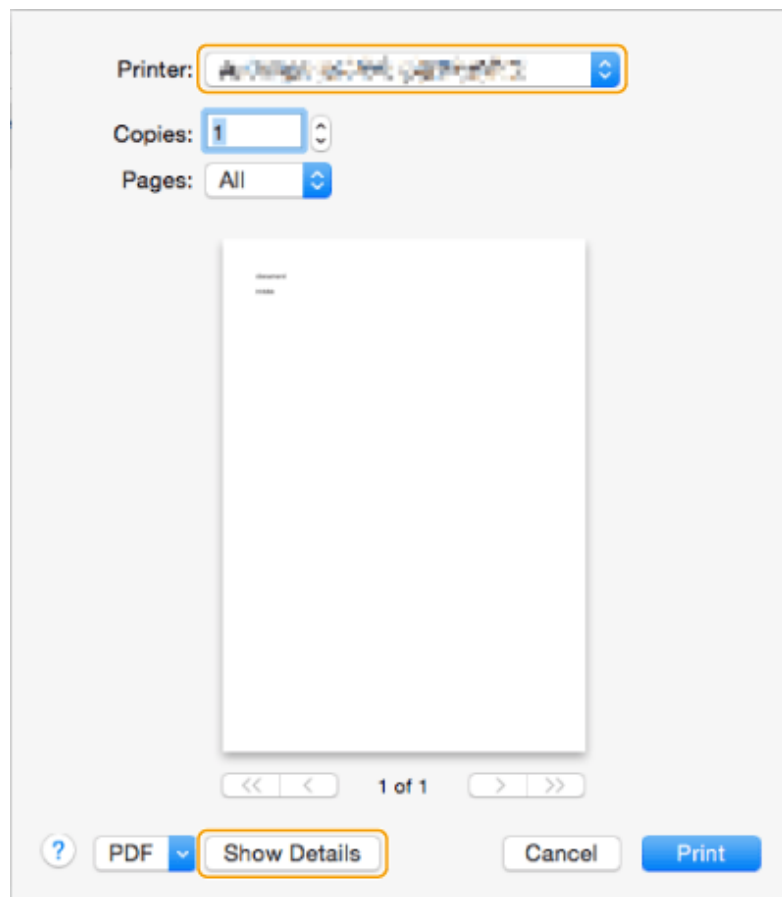 Printer:
Copies: 1
Pages: All
1 of 1
? PDF Show Details Cancel Print